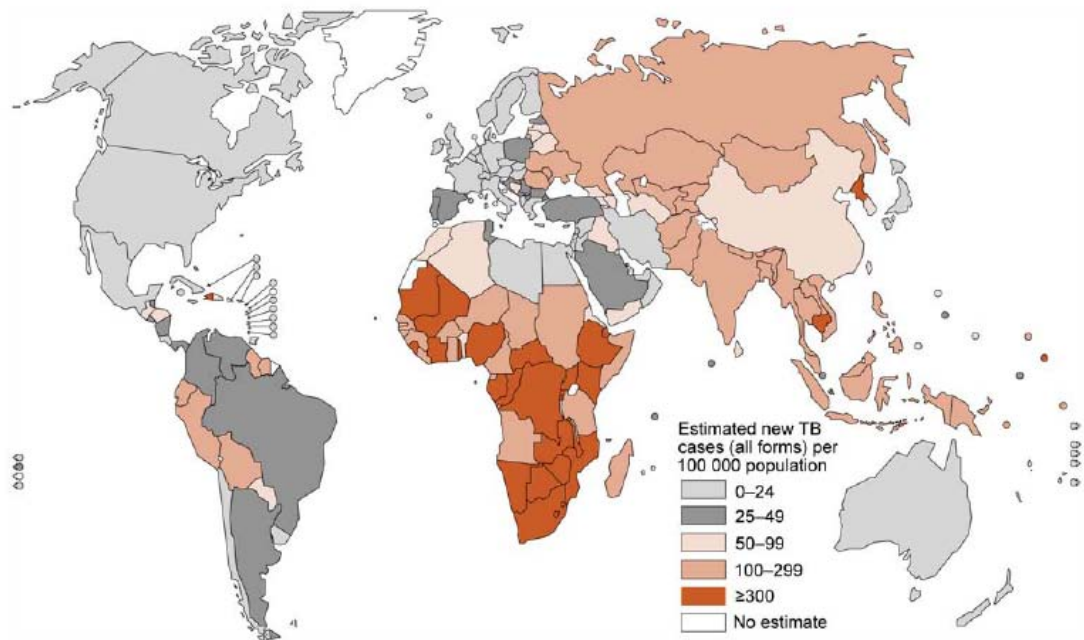 Estimated new TB
cases (all forms) per
100 000 population
0–24
25–49
50–99
100–299
≥300
No estimate